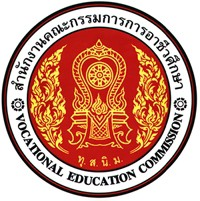 สำนักงานคณะกรรมการการอาชีวศึกษา
ทุ.ส.นิ.ม.
VOCATIONAL EDUCATION COMMISSION